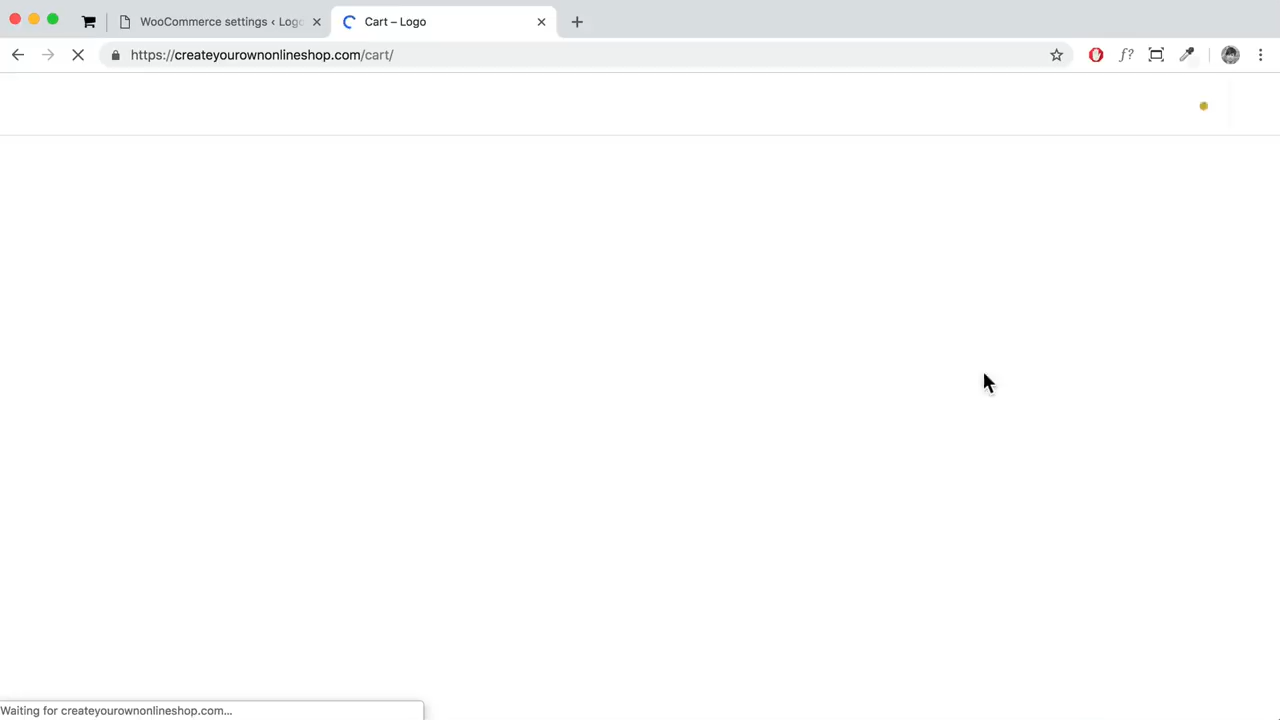 WooCommerce settings ‹ Logo
Cart – Logo
https://createyourownonlineshop.com/cart/
f?
Waiting for createyourownonlineshop.com...